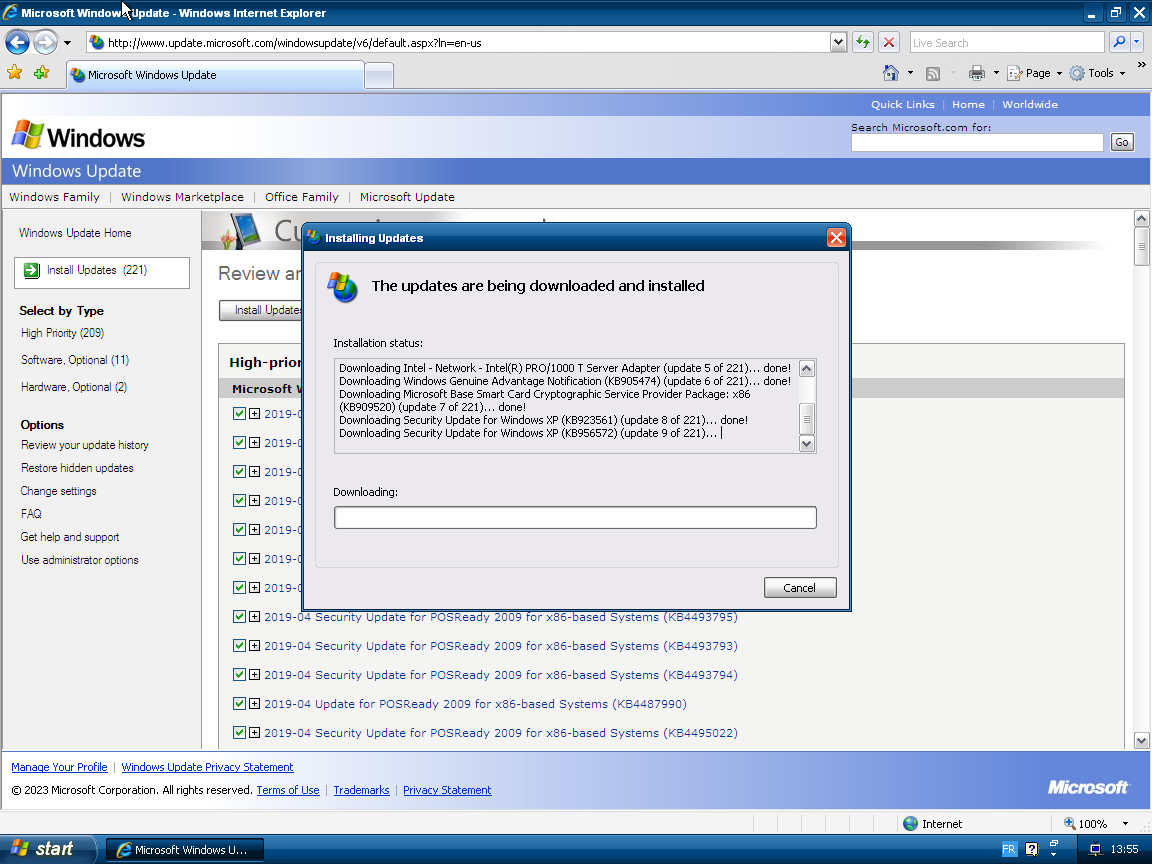 Microsoft Windows Update - Windows Internet Explorer
http://www.update.microsoft.com/windowsupdate/v6/default.aspx?ln=en-us
Live Search
Microsoft Windows Update
Page
Tools
Quick Links | Home | Worldwide
Windows
Search Microsoft.com for:
Go
Windows Update
Windows Family | Windows Marketplace | Office Family | Microsoft Update
Windows Update Home
Install Updates (221)
Select by Type
High Priority (209)
Software, Optional (11)
Hardware, Optional (2)
Options
Review your update history
Restore hidden updates
Change settings
FAQ
Get help and support
Use administrator options
Cu
Review an
Install Updates
High-prior
Microsoft W
2019-0
2019-0
2019-0
2019-0
2019-0
2019-0
2019-0
Installing Updates
The updates are being downloaded and installed
Installation status:
Downloading Intel - Network - Intel(R) PRO/1000 T Server Adapter (update 5 of 221)... done!
Downloading Windows Genuine Advantage Notification (KB905474) (update 6 of 221)... done!
Downloading Microsoft Base Smart Card Cryptographic Service Provider Package: x86
(KB909520) (update 7 of 221)... done!
Downloading Security Update for Windows XP (KB923561) (update 8 of 221)... done!
Downloading Security Update for Windows XP (KB956572) (update 9 of 221)...
Downloading:
Cancel
2019-04 Security Update for POSReady 2009 for x86-based Systems (KB4493795)
2019-04 Security Update for POSReady 2009 for x86-based Systems (KB4493793)
2019-04 Security Update for POSReady 2009 for x86-based Systems (KB4493794)
2019-04 Update for POSReady 2009 for x86-based Systems (KB4487990)
2019-04 Security Update for POSReady 2009 for x86-based Systems (KB4495022)
Manage Your Profile | Windows Update Privacy Statement
© 2023 Microsoft Corporation. All rights reserved. Terms of Use | Trademarks | Privacy Statement
Microsoft
Internet
100%
start
Microsoft Windows U...
FR
13:55